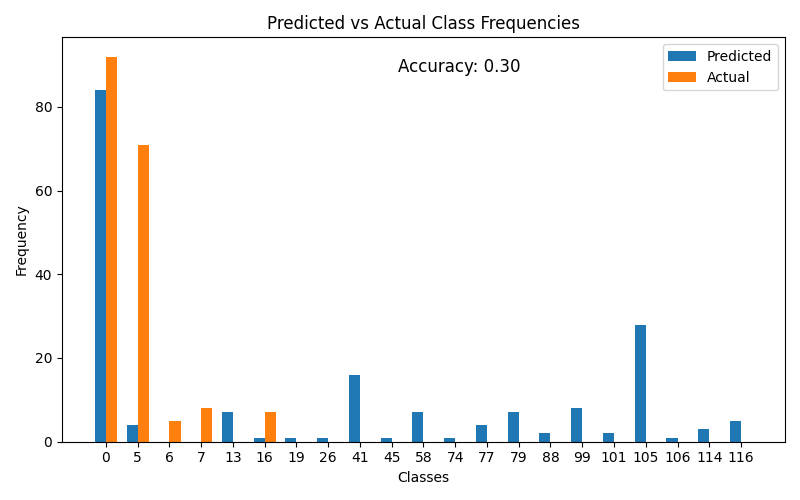 Predicted vs Actual Class Frequencies
Accuracy: 0.30
Predicted
Actual
Frequency
80
60
40
20
0
0 5 6 7 13 16 19 26 41 45 58 74 77 79 88 99 101 105 106 114 116
Classes